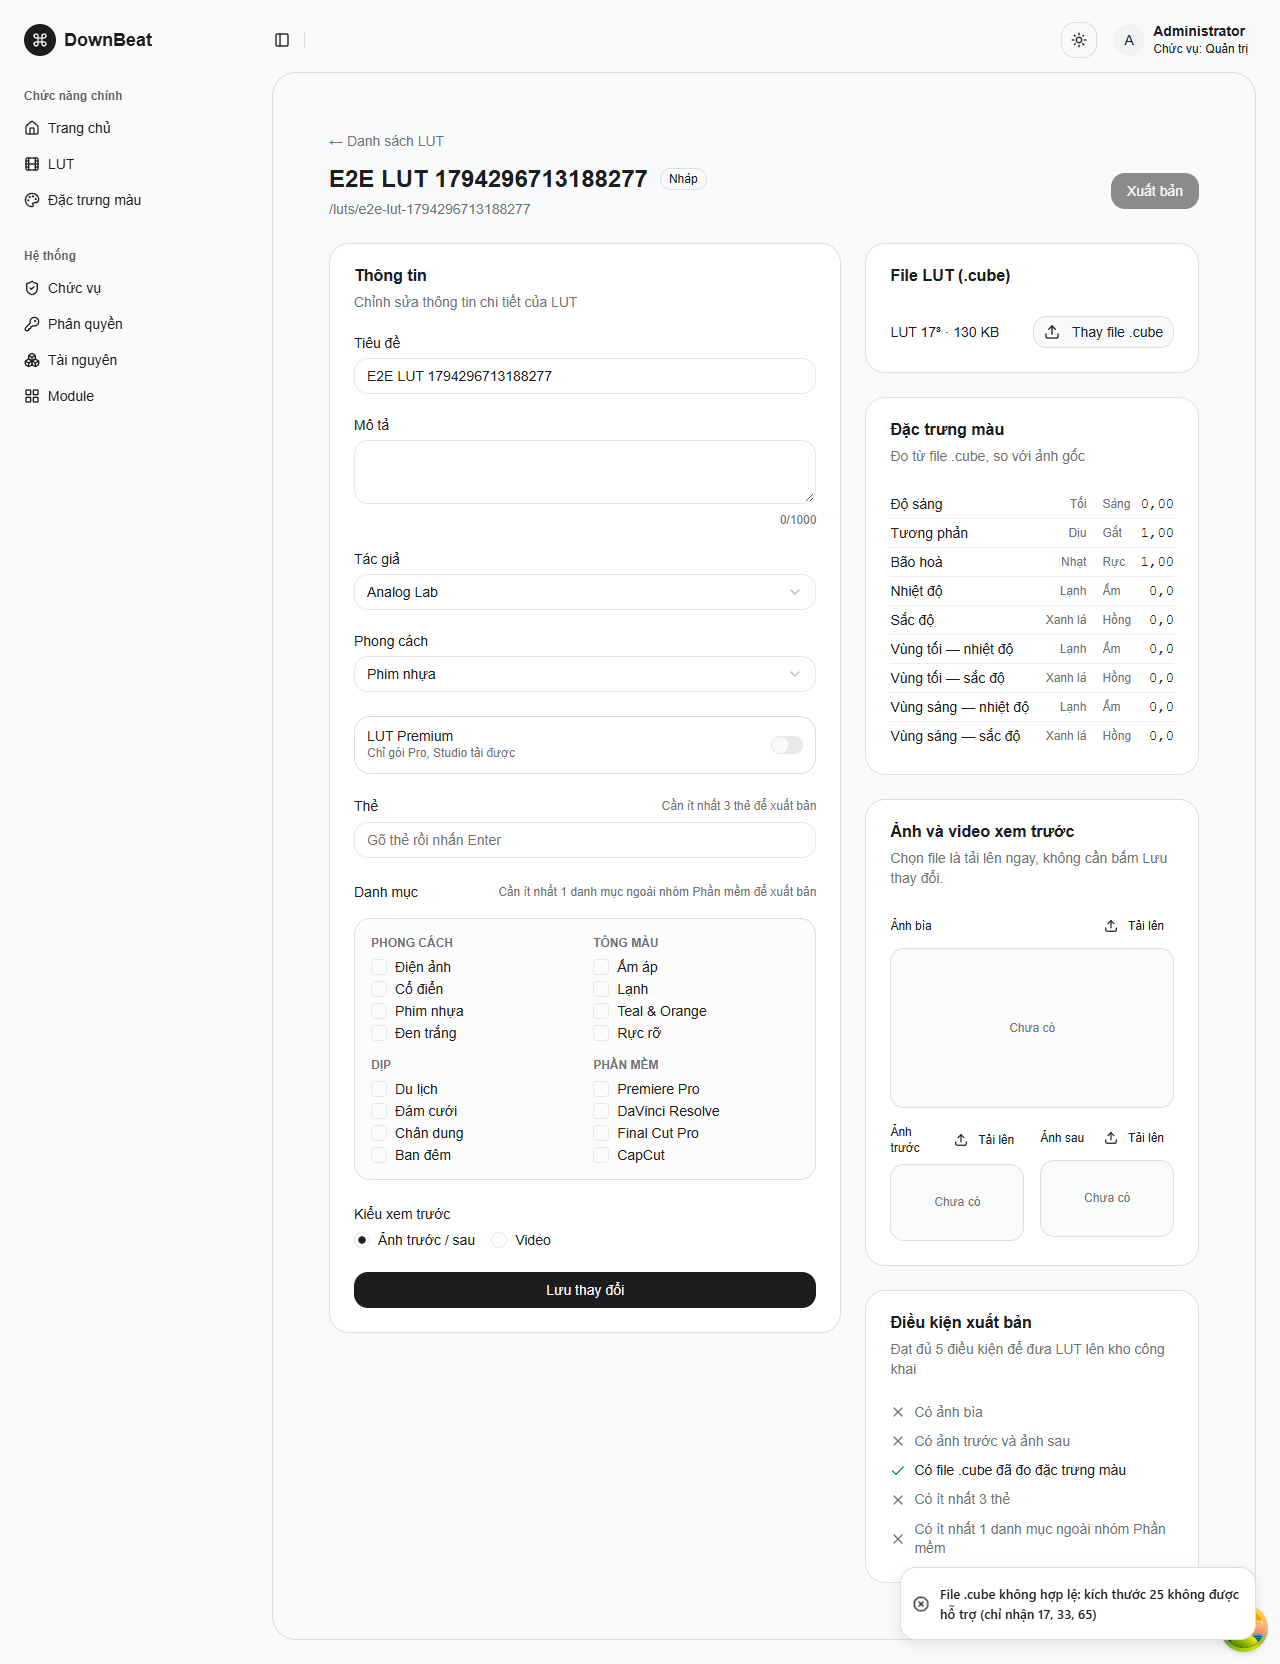 DownBeat
Administrator
A
Chức vụ: Quản trị
Chức năng chính
Trang chủ
LUT
Đặc trưng màu
Hệ thống
Chức vụ
Phân quyền
Tài nguyên
Module
← Danh sách LUT
E2E LUT 1794296713188277
Nháp
/luts/e2e-lut-1794296713188277
Xuất bản
Thông tin
Chỉnh sửa thông tin chi tiết của LUT
Tiêu đề
E2E LUT 1794296713188277
Mô tả
0/1000
Tác giả
Analog Lab
Phong cách
Phim nhựa
LUT Premium
Chỉ gói Pro, Studio tải được
Thẻ
Cần ít nhất 3 thẻ để xuất bản
Gõ thẻ rồi nhấn Enter
Danh mục
Cần ít nhất 1 danh mục ngoài nhóm Phần mềm để xuất bản
PHONG CÁCH
Điện ảnh
Cổ điển
Phim nhựa
Đen trắng
TÔNG MÀU
Ấm áp
Lạnh
Teal & Orange
Rực rỡ
DỊP
Du lịch
Đám cưới
Chân dung
Ban đêm
PHẦN MỀM
Premiere Pro
DaVinci Resolve
Final Cut Pro
CapCut
Kiểu xem trước
Ảnh trước / sau
Video
Lưu thay đổi
File LUT (.cube)
LUT 17³ · 130 KB
Thay file .cube
Đặc trưng màu
Đo từ file .cube, so với ảnh gốc
Độ sáng Tối Sáng 0,00
Tương phản Dịu Gắt 1,00
Bão hoà Nhạt Rực 1,00
Nhiệt độ Lạnh Ấm 0,0
Sắc độ Xanh lá Hồng 0,0
Vùng tối — nhiệt độ Lạnh Ấm 0,0
Vùng tối — sắc độ Xanh lá Hồng 0,0
Vùng sáng — nhiệt độ Lạnh Ấm 0,0
Vùng sáng — sắc độ Xanh lá Hồng 0,0
Ảnh và video xem trước
Chọn file là tải lên ngay, không cần bấm Lưu
thay đổi.
Ảnh bìa
Tải lên
Chưa có
Ảnh
trước
Tải lên
Chưa có
Ảnh sau
Tải lên
Chưa có
Điều kiện xuất bản
Đạt đủ 5 điều kiện để đưa LUT lên kho công
khai
Có ảnh bìa
Có ảnh trước và ảnh sau
Có file .cube đã đo đặc trưng màu
Có ít nhất 3 thẻ
Có ít nhất 1 danh mục ngoài nhóm Phần
mềm
File .cube không hợp lệ: kích thước 25 không được
hỗ trợ (chỉ nhận 17, 33, 65)